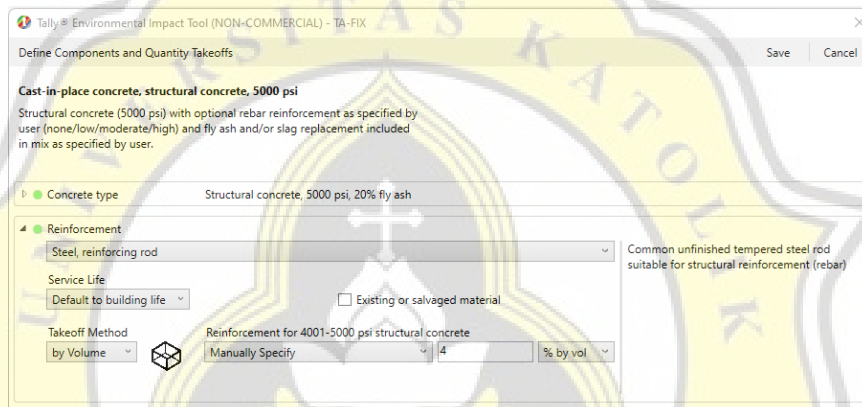 Tally ® Environmental Impact Tool (NON-COMMERCIAL) - TA-FIX
Define Components and Quantity Takeoffs
Save
Cancel
Cast-in-place concrete, structural concrete, 5000 psi
Structural concrete (5000 psi) with optional rebar reinforcement as specified by
user (none/low/moderate/high) and fly ash and/or slag replacement included
in mix as specified by user.
Concrete type
Structural concrete, 5000 psi, 20% fly ash
Reinforcement
Steel, reinforcing rod
Common unfinished tempered steel rod
suitable for structural reinforcement (rebar)
Service Life
Default to building life
Existing or salvaged material
Takeoff Method
Reinforcement for 4001-5000 psi structural concrete
by Volume
Manually Specify
4
% by vol
UNIVERSITAS KATOLIK